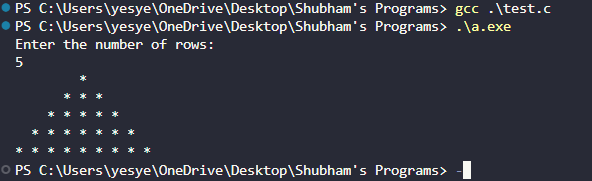 PS C:\Users\yesye\OneDrive\Desktop\Shubham's Programs> gcc .\test.c
PS C:\Users\yesye\OneDrive\Desktop\Shubham's Programs> .\a.exe
Enter the number of rows:
5
        *
      * * *
    * * * * *
  * * * * * * *
* * * * * * * * *
PS C:\Users\yesye\OneDrive\Desktop\Shubham's Programs> -